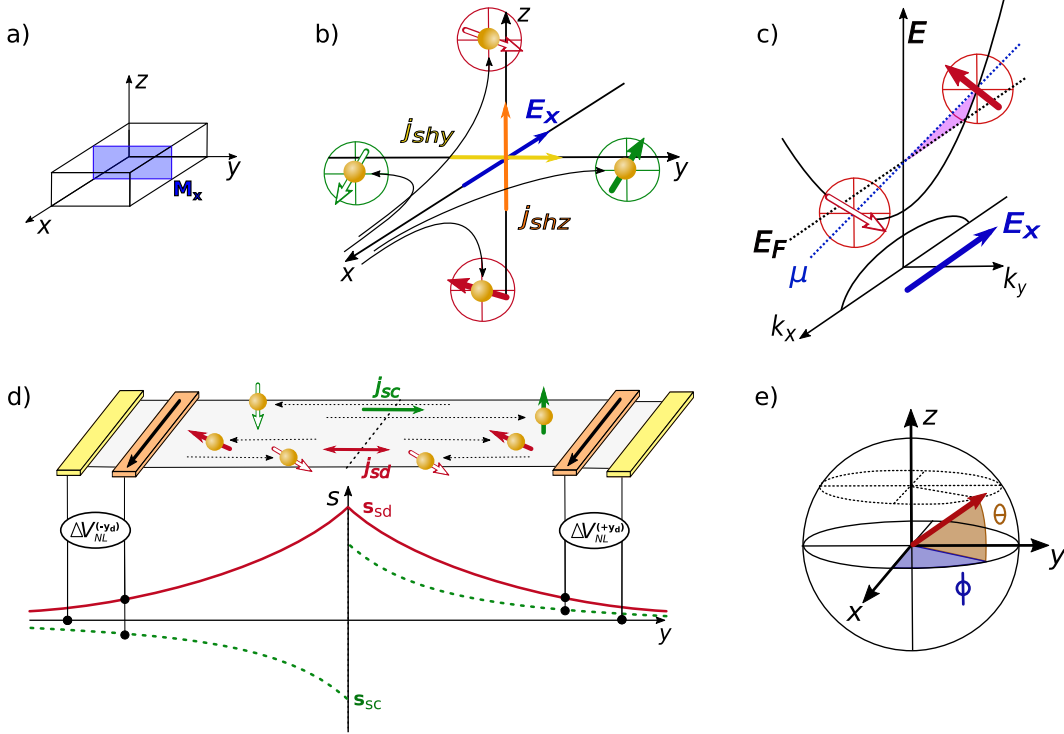 a)
z
y
x
M_x
b)
z
E_x
j_shy
y
j_shz
x
c)
E
E_F
μ
E_x
k_y
k_x
d)
j_sc
j_sd
ΔV_NL^(-y_d)
ΔV_NL^(+y_d)
s
s_sd
y
s_sc
e)
z
θ
y
ϕ
x